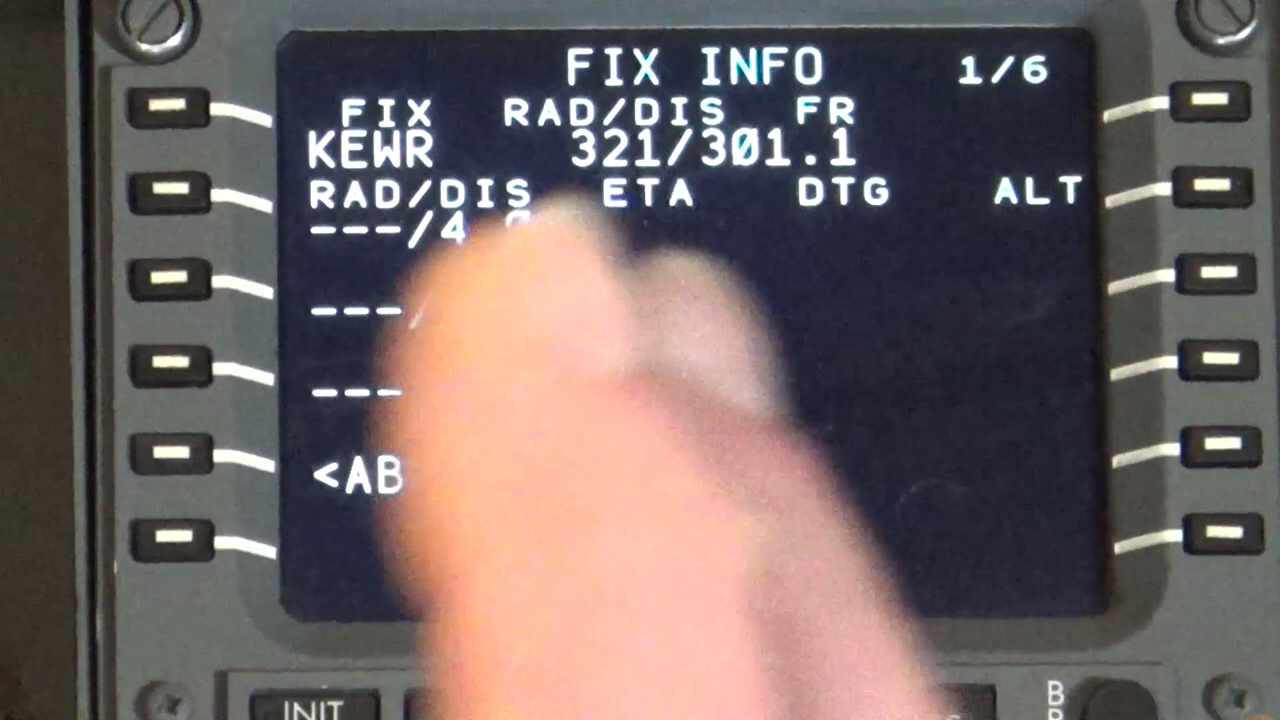 FIX INFO 1/6
FIX RAD/DIS FR
KEWR 321/301.1
RAD/DIS ETA DTG ALT
---/4
---/
---
<AB
INIT
B